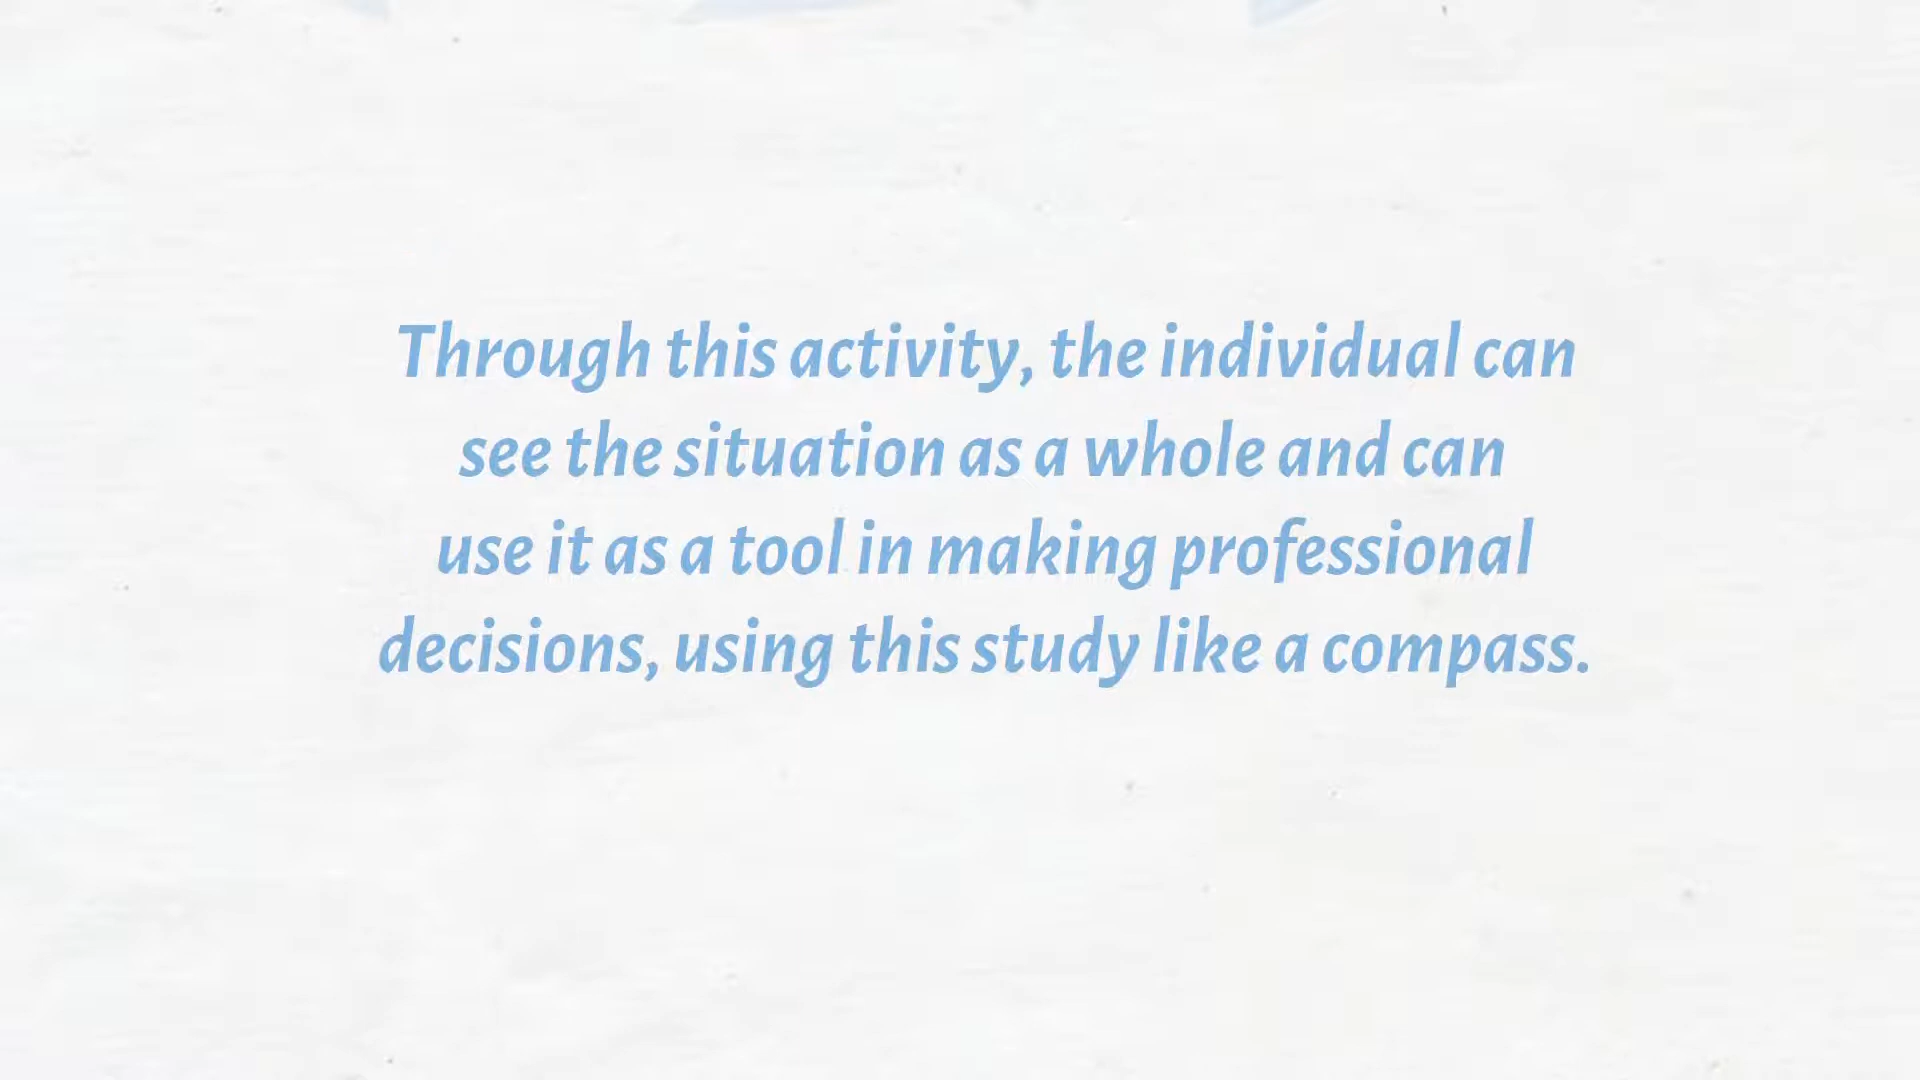 Through this activity, the individual can
see the situation as a whole and can
use it as a tool in making professional
decisions, using this study like a compass.